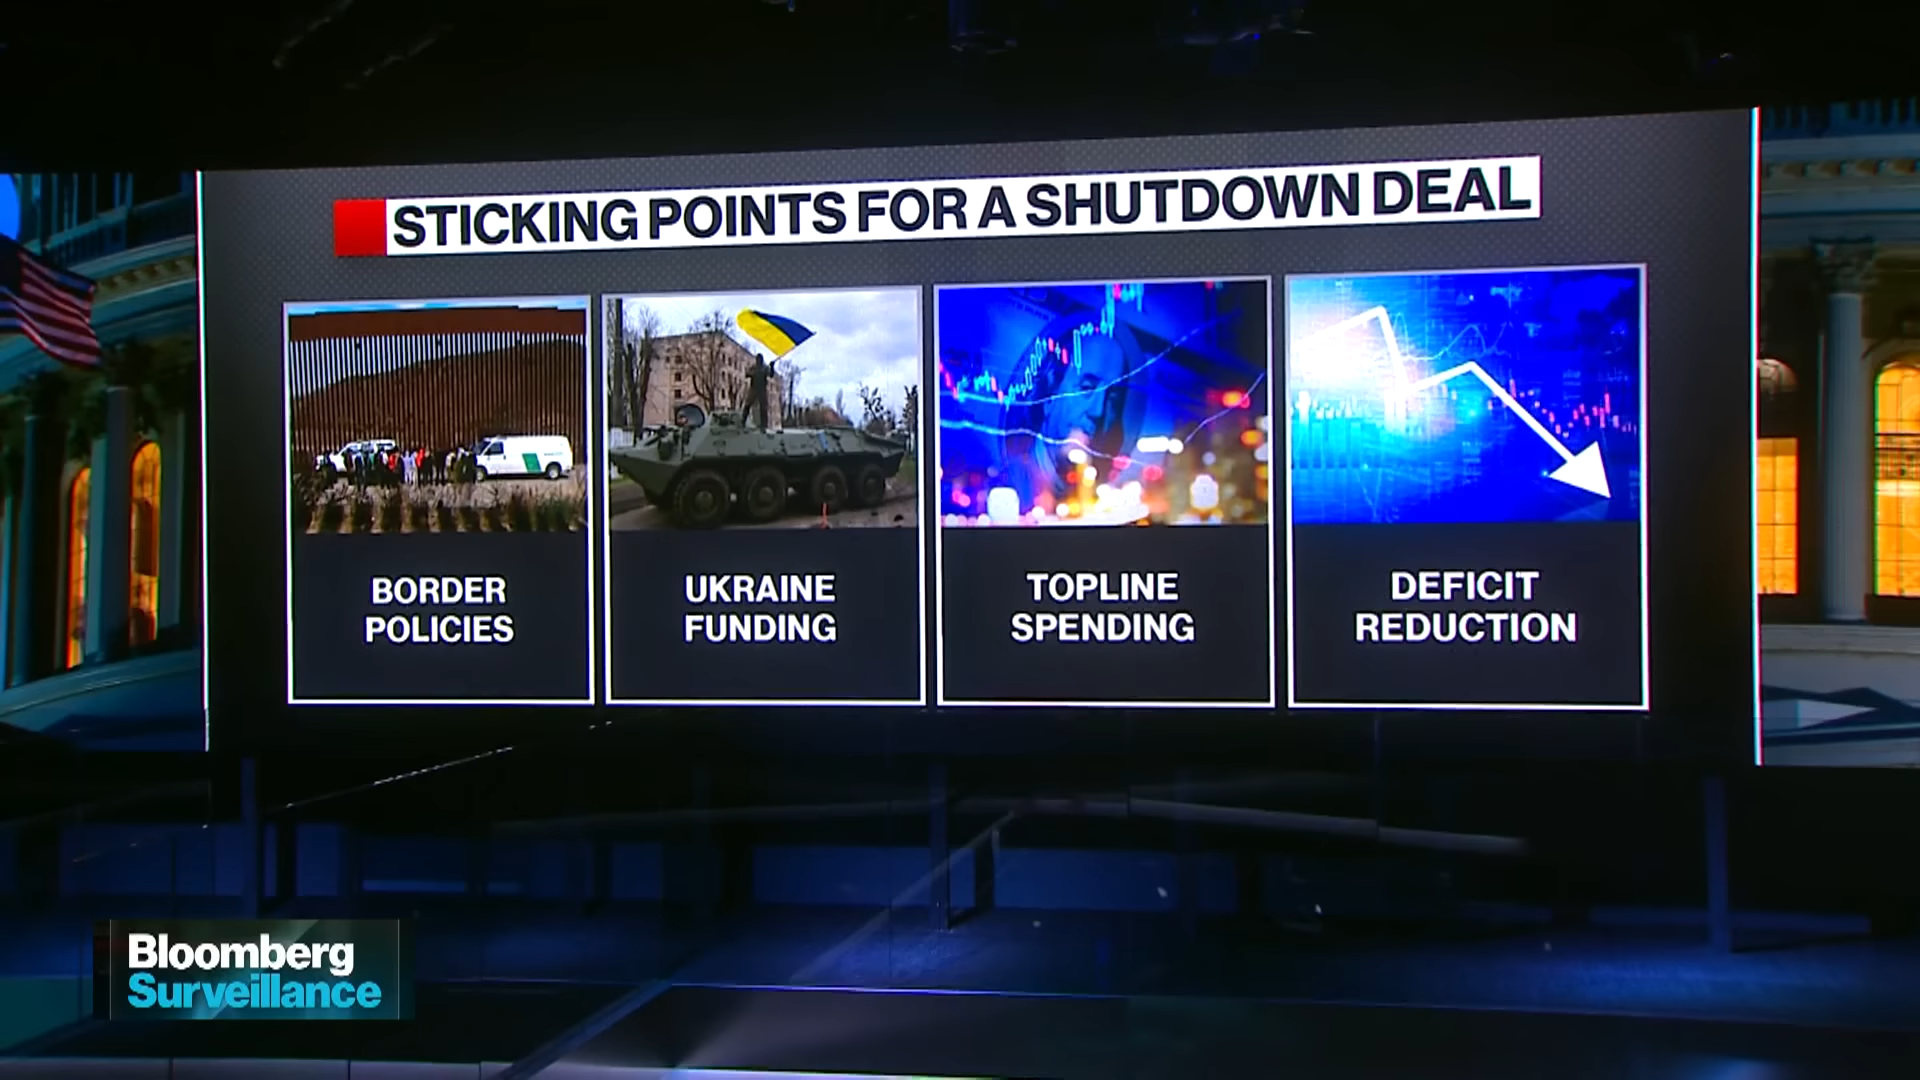 STICKING POINTS FOR A SHUTDOWN DEAL
BORDER
POLICIES
UKRAINE
FUNDING
TOPLINE
SPENDING
DEFICIT
REDUCTION
Bloomberg
Surveillance